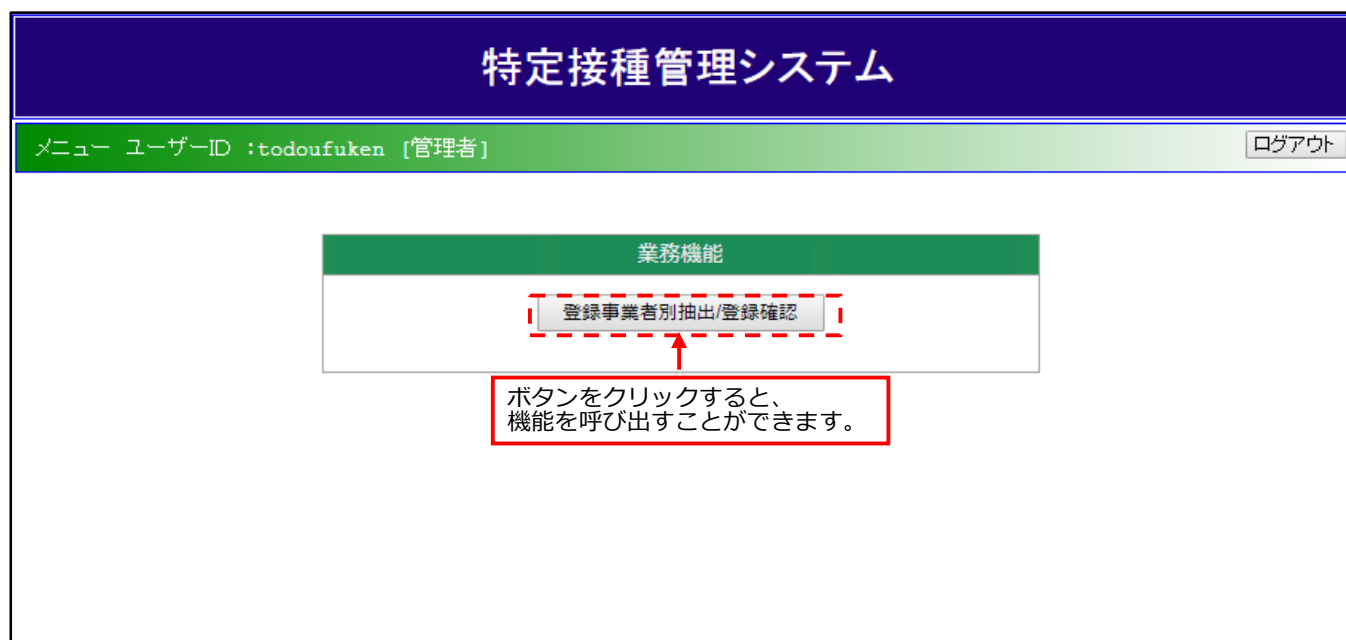 特定接種管理システム
メニュー ユーザーID :todoufuken [管理者]
ログアウト
業務機能
登録事業者別抽出/登録確認
ボタンをクリックすると、
機能を呼び出すことができます。